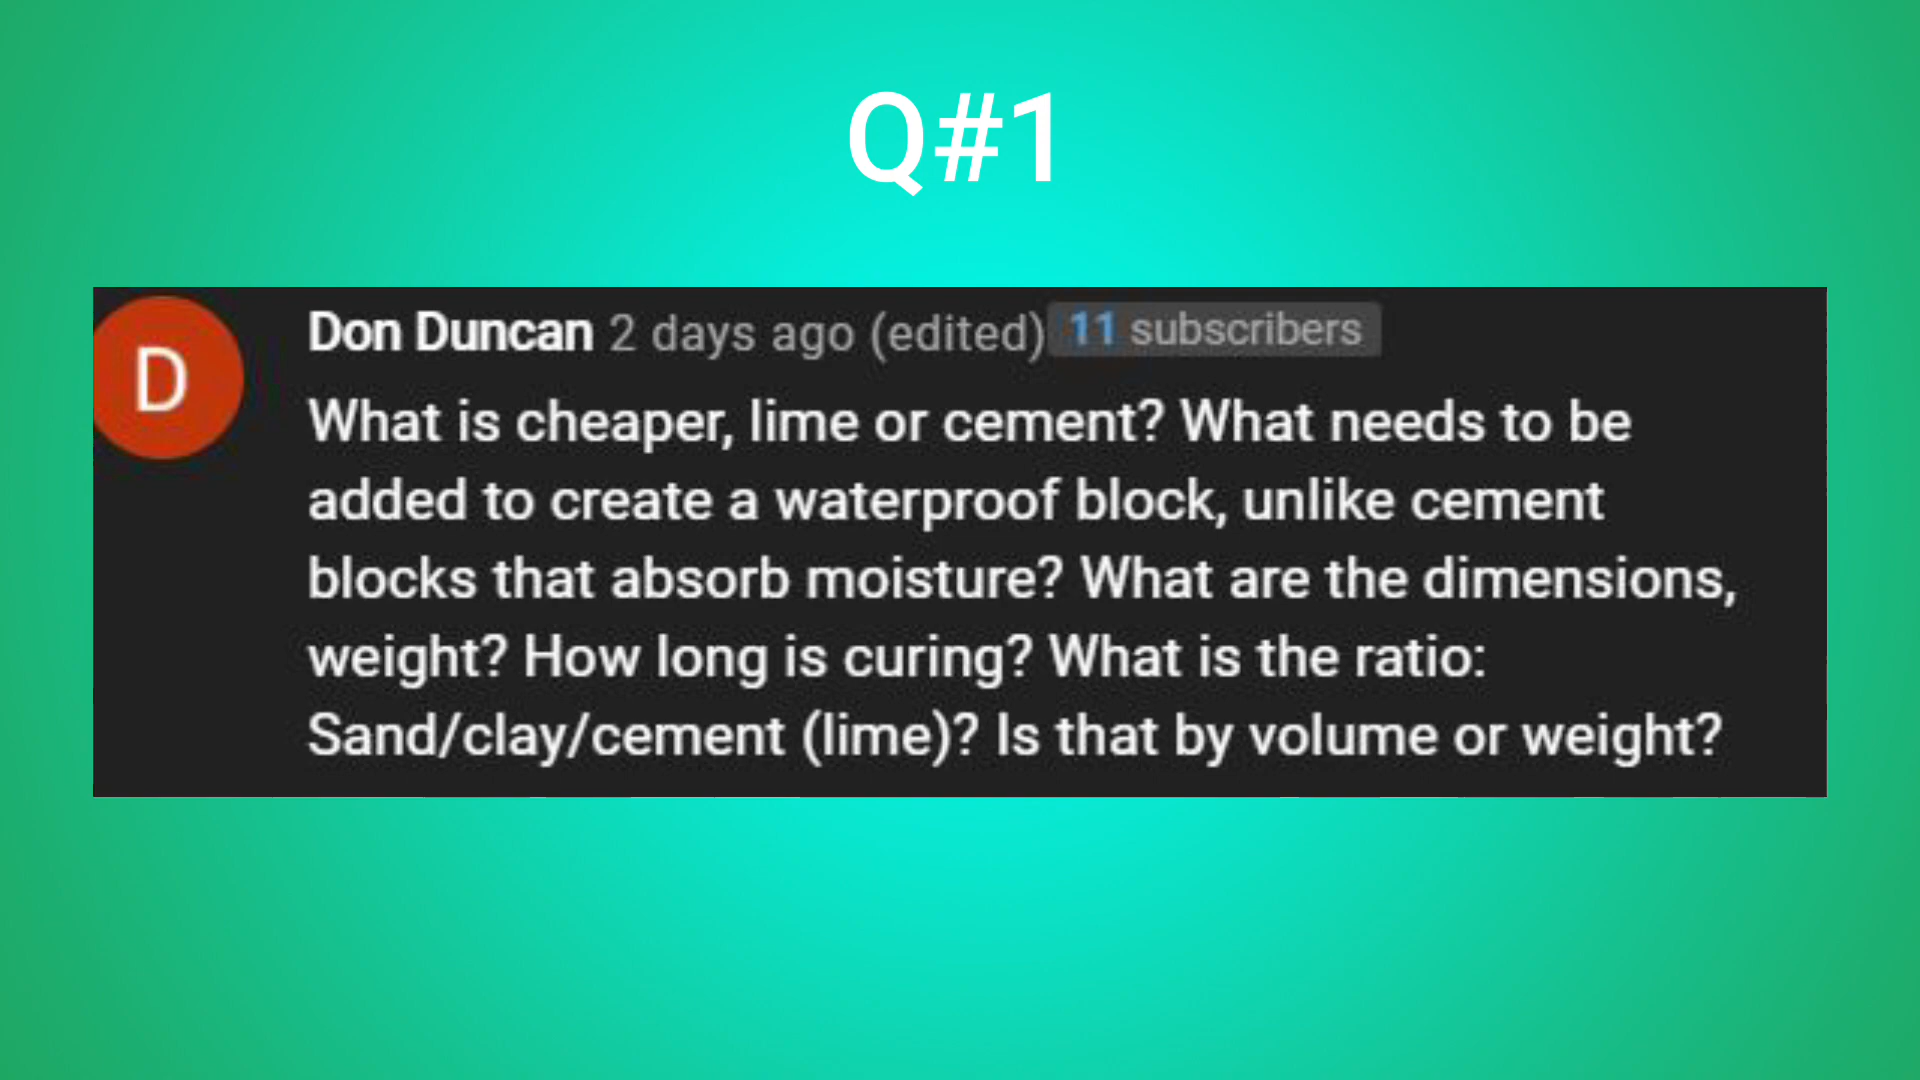 Q#1
D
Don Duncan 2 days ago (edited) 11 subscribers
What is cheaper, lime or cement? What needs to be
added to create a waterproof block, unlike cement
blocks that absorb moisture? What are the dimensions,
weight? How long is curing? What is the ratio:
Sand/clay/cement (lime)? Is that by volume or weight?